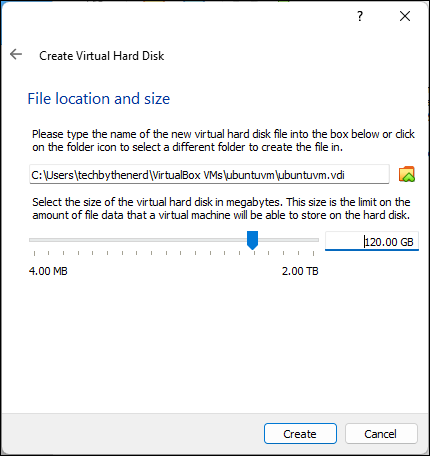 ?
Create Virtual Hard Disk
File location and size
Please type the name of the new virtual hard disk file into the box below or click
on the folder icon to select a different folder to create the file in.
C:\Users\techbythenerd\VirtualBox VMs\ubuntuvm\ubuntuvm.vdi
Select the size of the virtual hard disk in megabytes. This size is the limit on the
amount of file data that a virtual machine will be able to store on the hard disk.
120.00 GB
4.00 MB 2.00 TB
Create Cancel